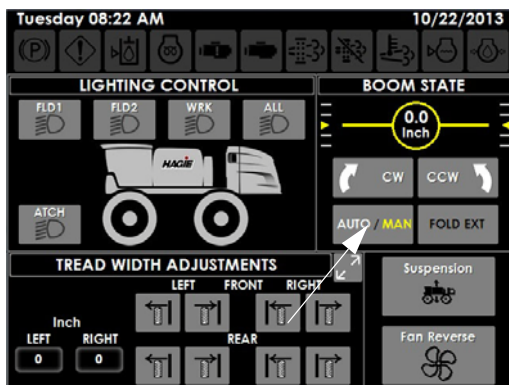 Tuesday 08:22 AM 10/22/2013
LIGHTING CONTROL
FLD1 FLD2 WRK ALL
HAGIE
ATCH
BOOM STATE
0.0
Inch
CW CCW
AUTO / MAN FOLD EXT
TREAD WIDTH ADJUSTMENTS
LEFT FRONT RIGHT
Inch
LEFT RIGHT
0 0
REAR
Suspension
Fan Reverse